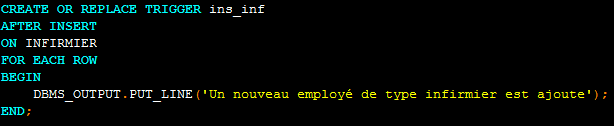 CREATE OR REPLACE TRIGGER ins_inf
AFTER INSERT
ON INFIRMIER
FOR EACH ROW
BEGIN
    DBMS_OUTPUT.PUT_LINE('Un nouveau employé de type infirmier est ajoute');
END;